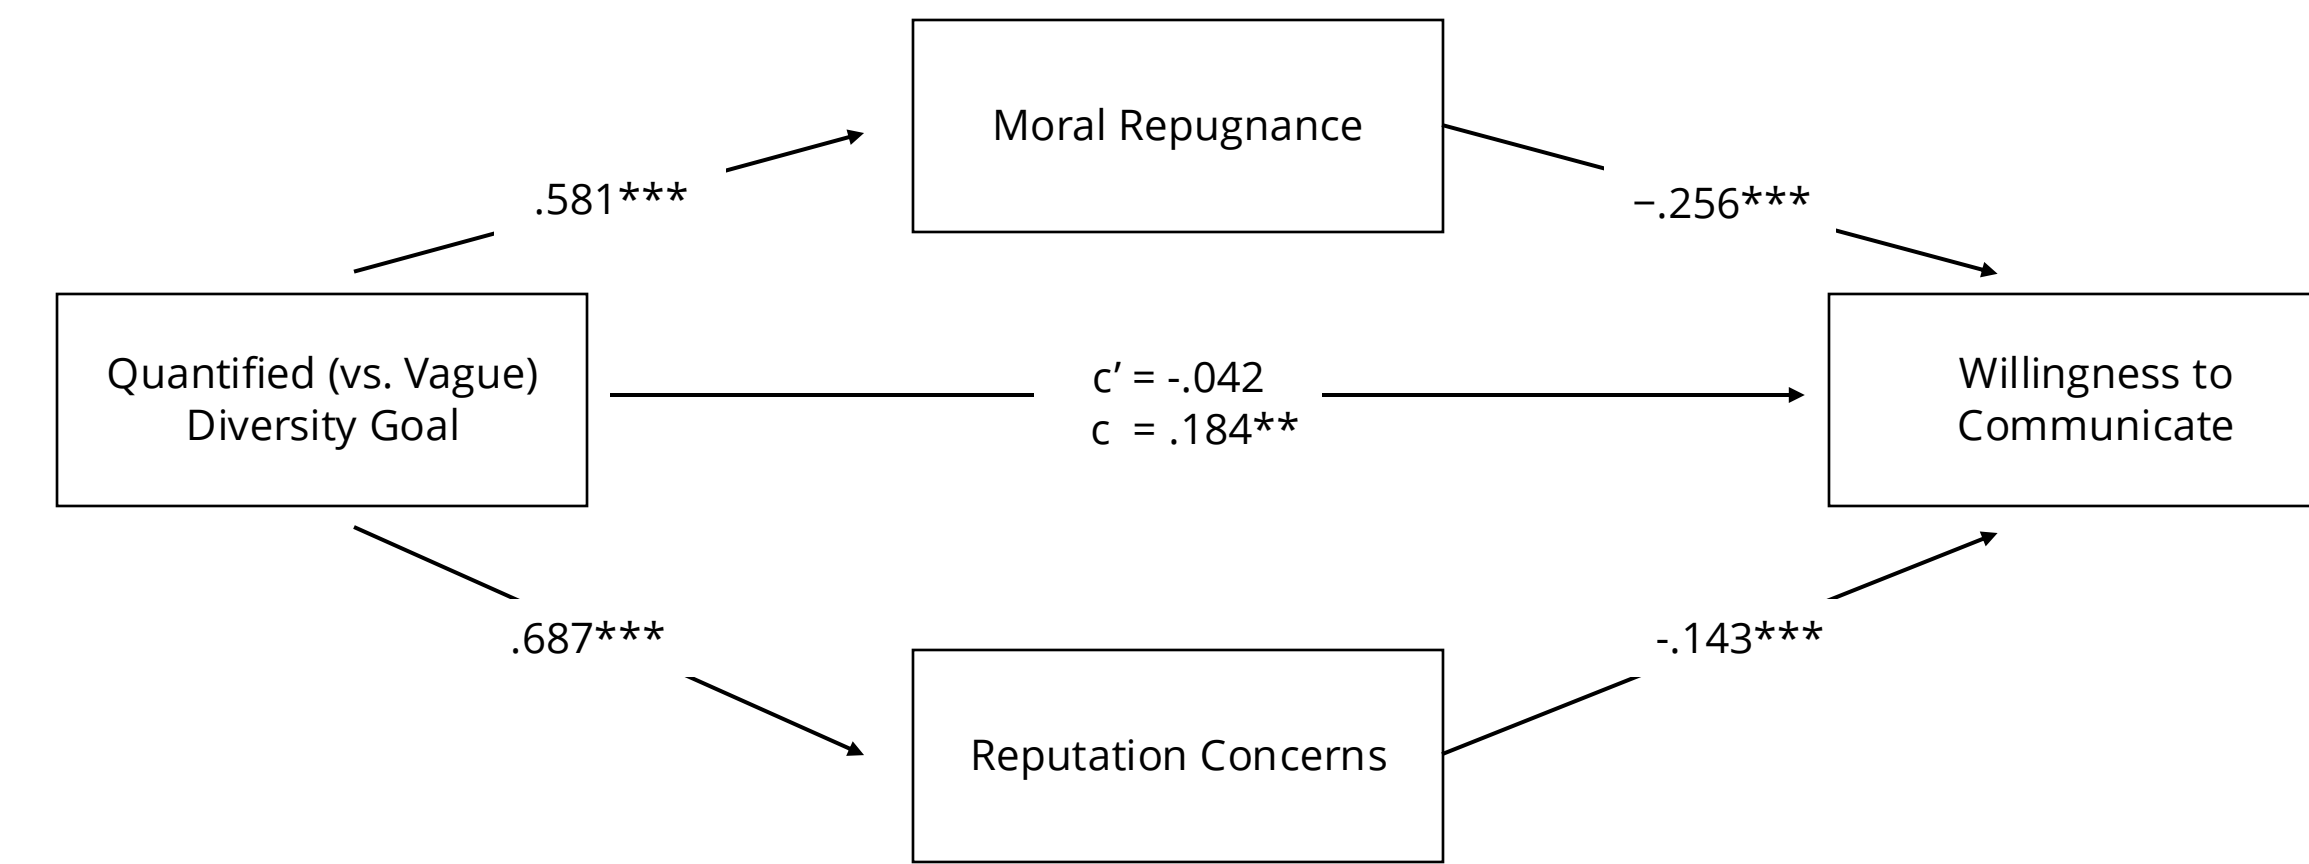 Moral Repugnance
.581***
−.256***
Quantified (vs. Vague)
Diversity Goal
c’ = -.042
c  = .184**
Willingness to
Communicate
.687***
-.143***
Reputation Concerns